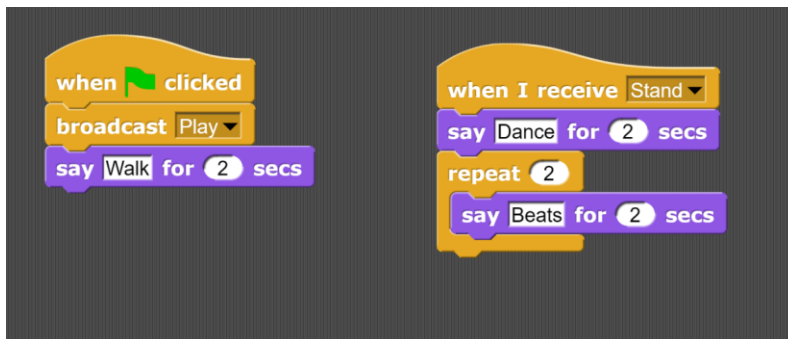 when clicked
broadcast Play
say Walk for 2 secs
when I receive Stand
say Dance for 2 secs
repeat 2
say Beats for 2 secs